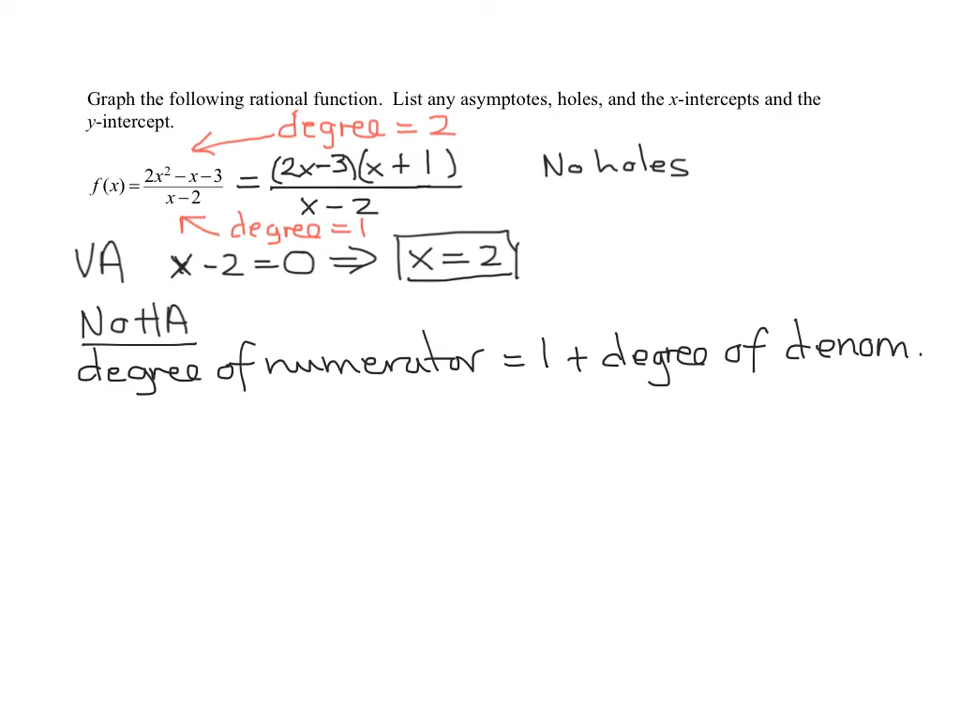 Graph the following rational function. List any asymptotes, holes, and the x-intercepts and the
y-intercept.
degree = 2
f(x) = (2x² − x − 3)/(x − 2) = ((2x−3)(x+1))/(x−2) No holes
degree = 1
VA x − 2 = 0 ⇒ x = 2
No HA
degree of numerator = 1 + degree of denom.